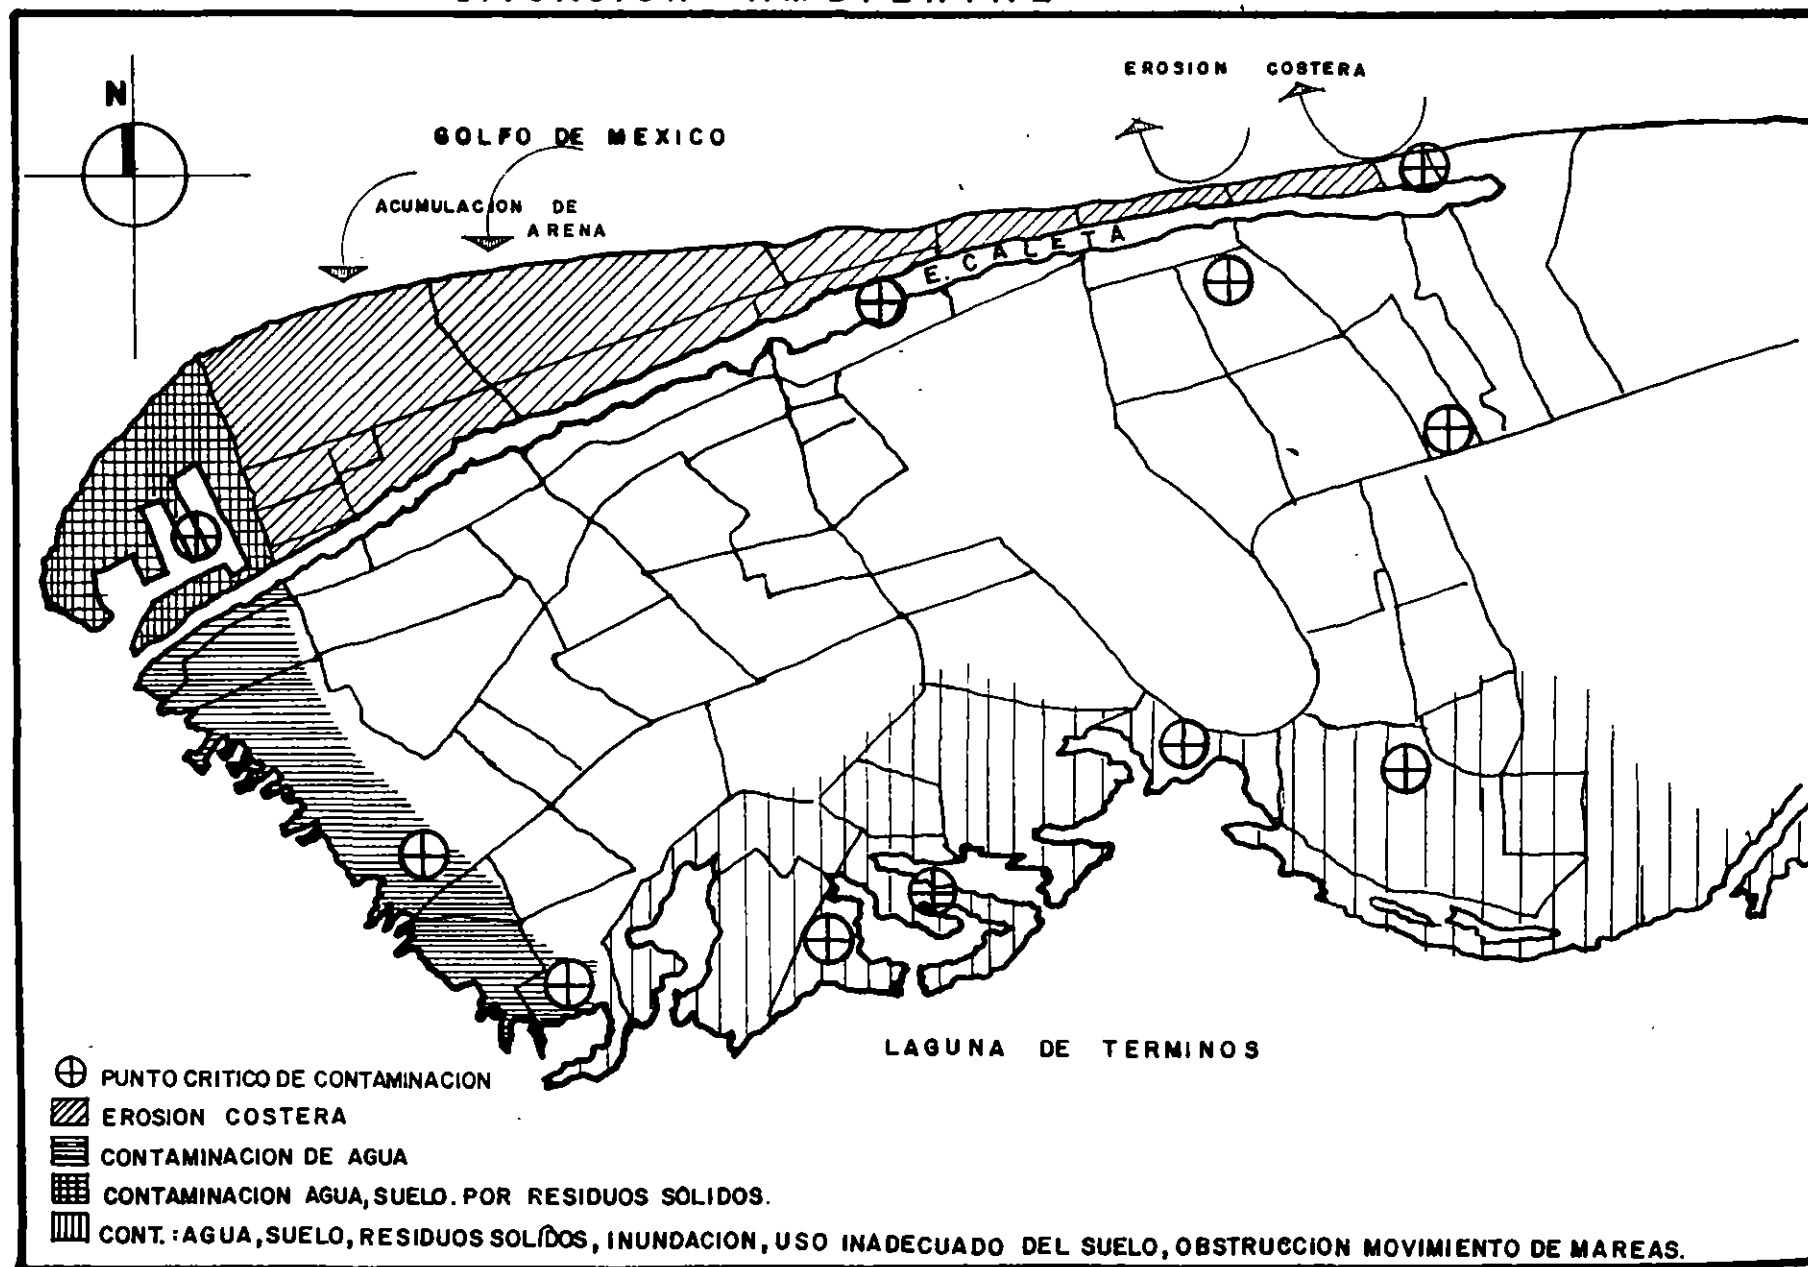 N
EROSION COSTERA
GOLFO DE MEXICO
ACUMULACION DE
ARENA
E. CALETA
LAGUNA DE TERMINOS
PUNTO CRITICO DE CONTAMINACION
EROSION COSTERA
CONTAMINACION DE AGUA
CONTAMINACION AGUA, SUELO. POR RESIDUOS SOLIDOS.
CONT.: AGUA, SUELO, RESIDUOS SOLIDOS, INUNDACION, USO INADECUADO DEL SUELO, OBSTRUCCION MOVIMIENTO DE MAREAS.